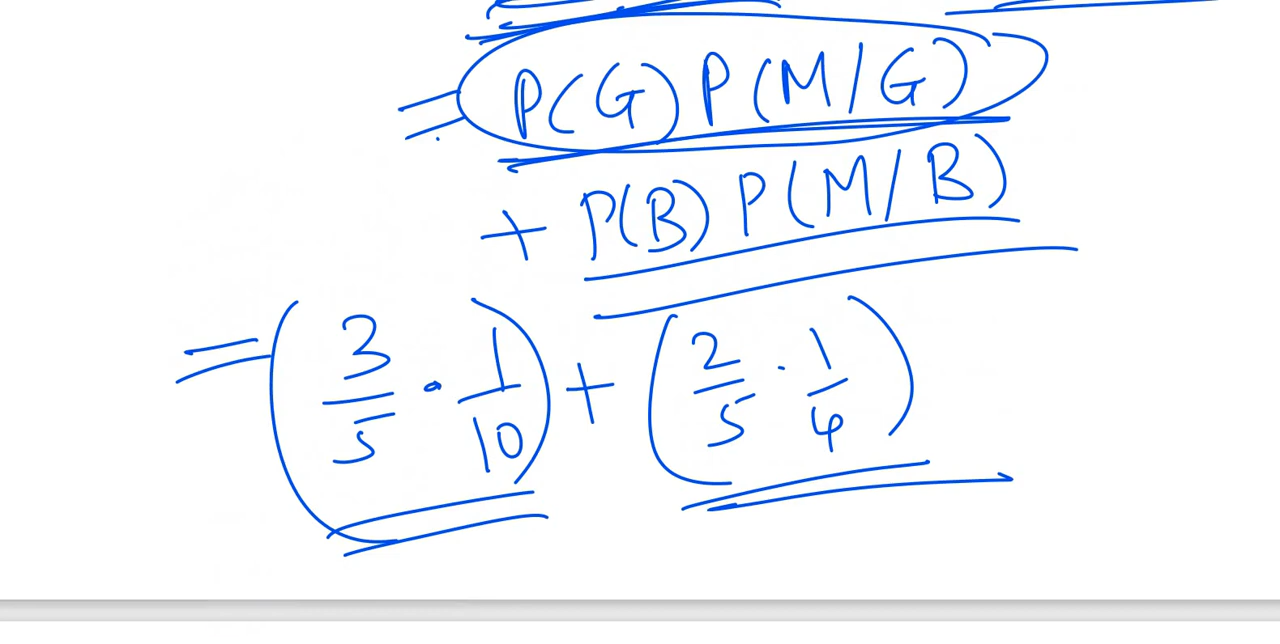 = P(G) P(M/G)
+ P(B) P(M/B)
= (3/5 · 1/10) + (2/5 · 1/4)